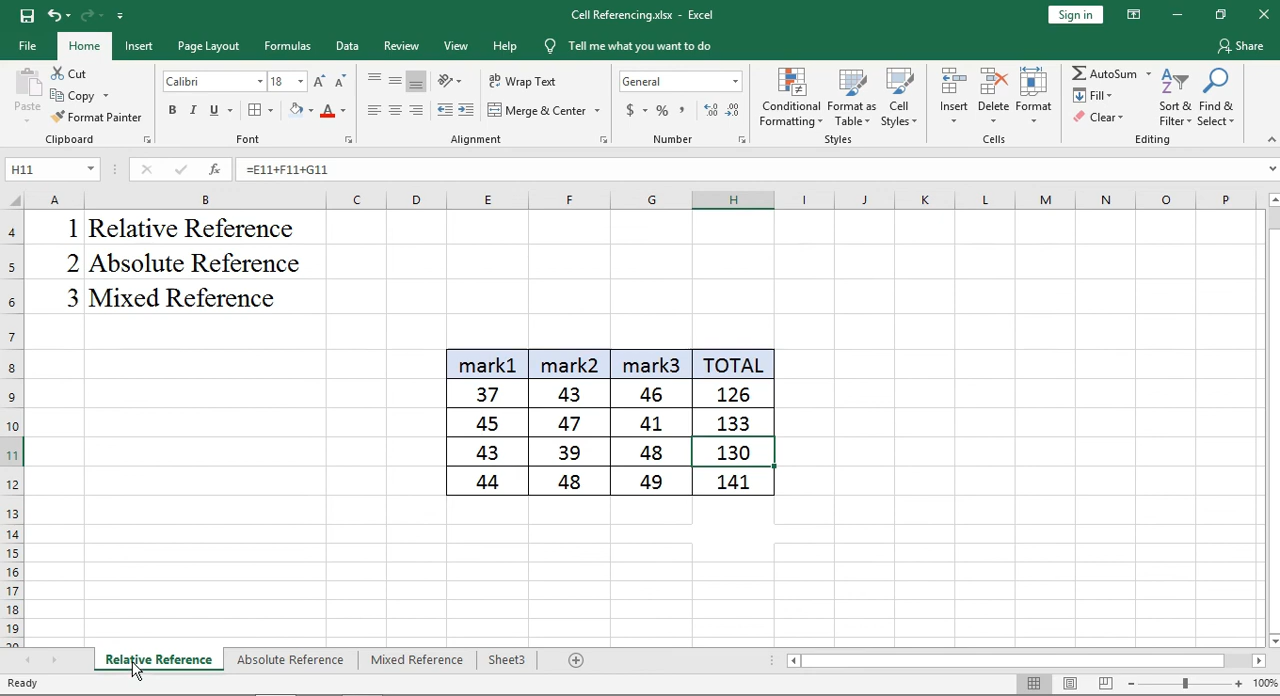 Cell Referencing.xlsx - Excel
Sign in
File Home Insert Page Layout Formulas Data Review View Help Tell me what you want to do Share
Paste
Cut
Copy
Format Painter
Clipboard
Calibri 18
B I U
Font
Wrap Text
Merge & Center
Alignment
General
$ % ,
Number
Conditional Formatting
Format as Table
Cell Styles
Styles
Insert Delete Format
Cells
AutoSum
Fill
Clear
Sort & Filter
Find & Select
Editing
H11 fx =E11+F11+G11
A B C D E F G H I J K L M N O P
4 1 Relative Reference
5 2 Absolute Reference
6 3 Mixed Reference
7
8 mark1 mark2 mark3 TOTAL
9 37 43 46 126
10 45 47 41 133
11 43 39 48 130
12 44 48 49 141
13
14
15
16
17
18
19
Relative Reference Absolute Reference Mixed Reference Sheet3
Ready 100%